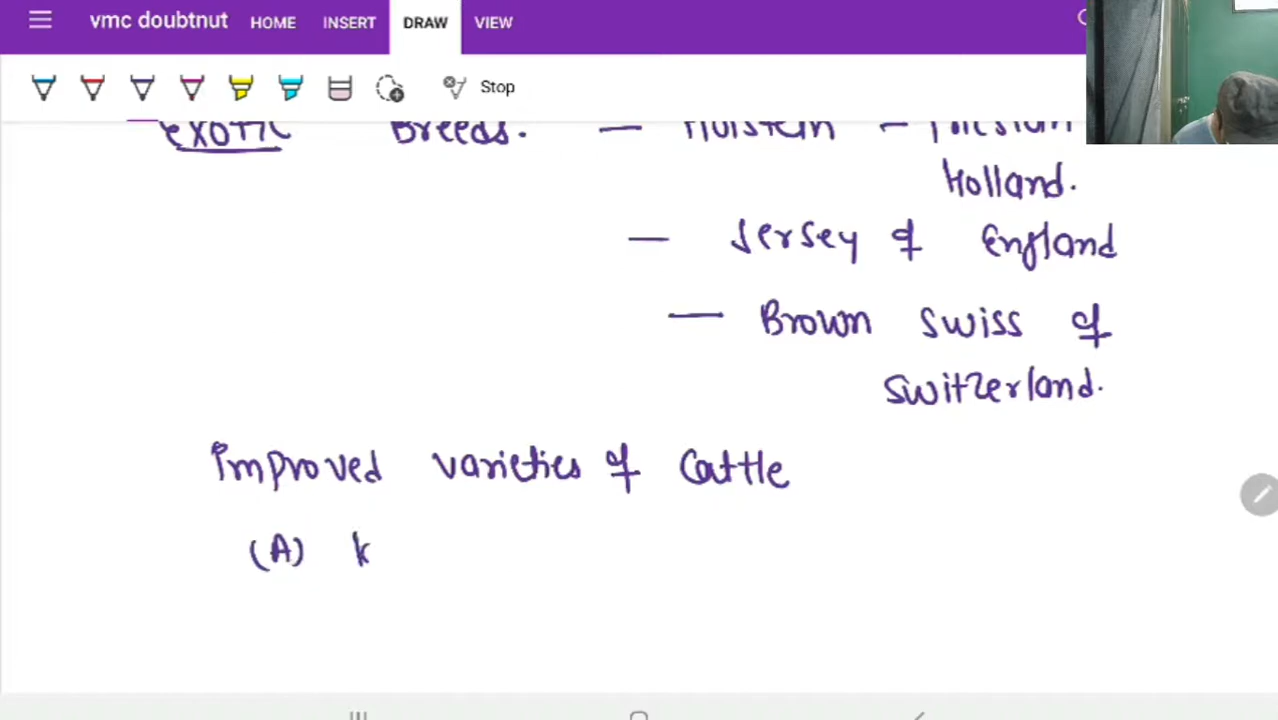 vmc doubtnut HOME INSERT DRAW VIEW
Stop
exotic Breeds. — Holstein – Friesian
Holland.
— Jersey of England
— Brown swiss of
switzerland.
improved varieties of Cattle
(A) k